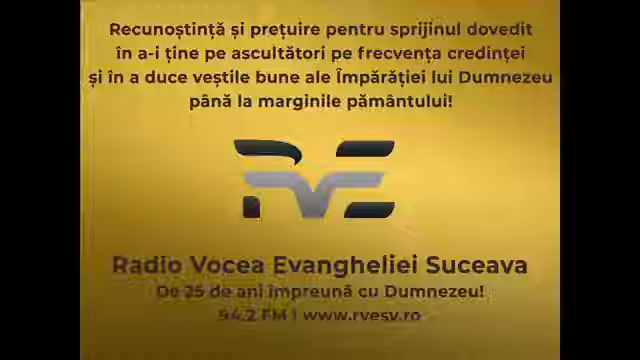 Recunoștință și prețuire pentru sprijinul dovedit
în a-i ține pe ascultători pe frecvența credinței
și în a duce veștile bune ale Împărăției lui Dumnezeu
până la marginile pământului!
RVE
Radio Vocea Evangheliei Suceava
De 25 de ani împreună cu Dumnezeu!
94.2 FM | www.rvesv.ro